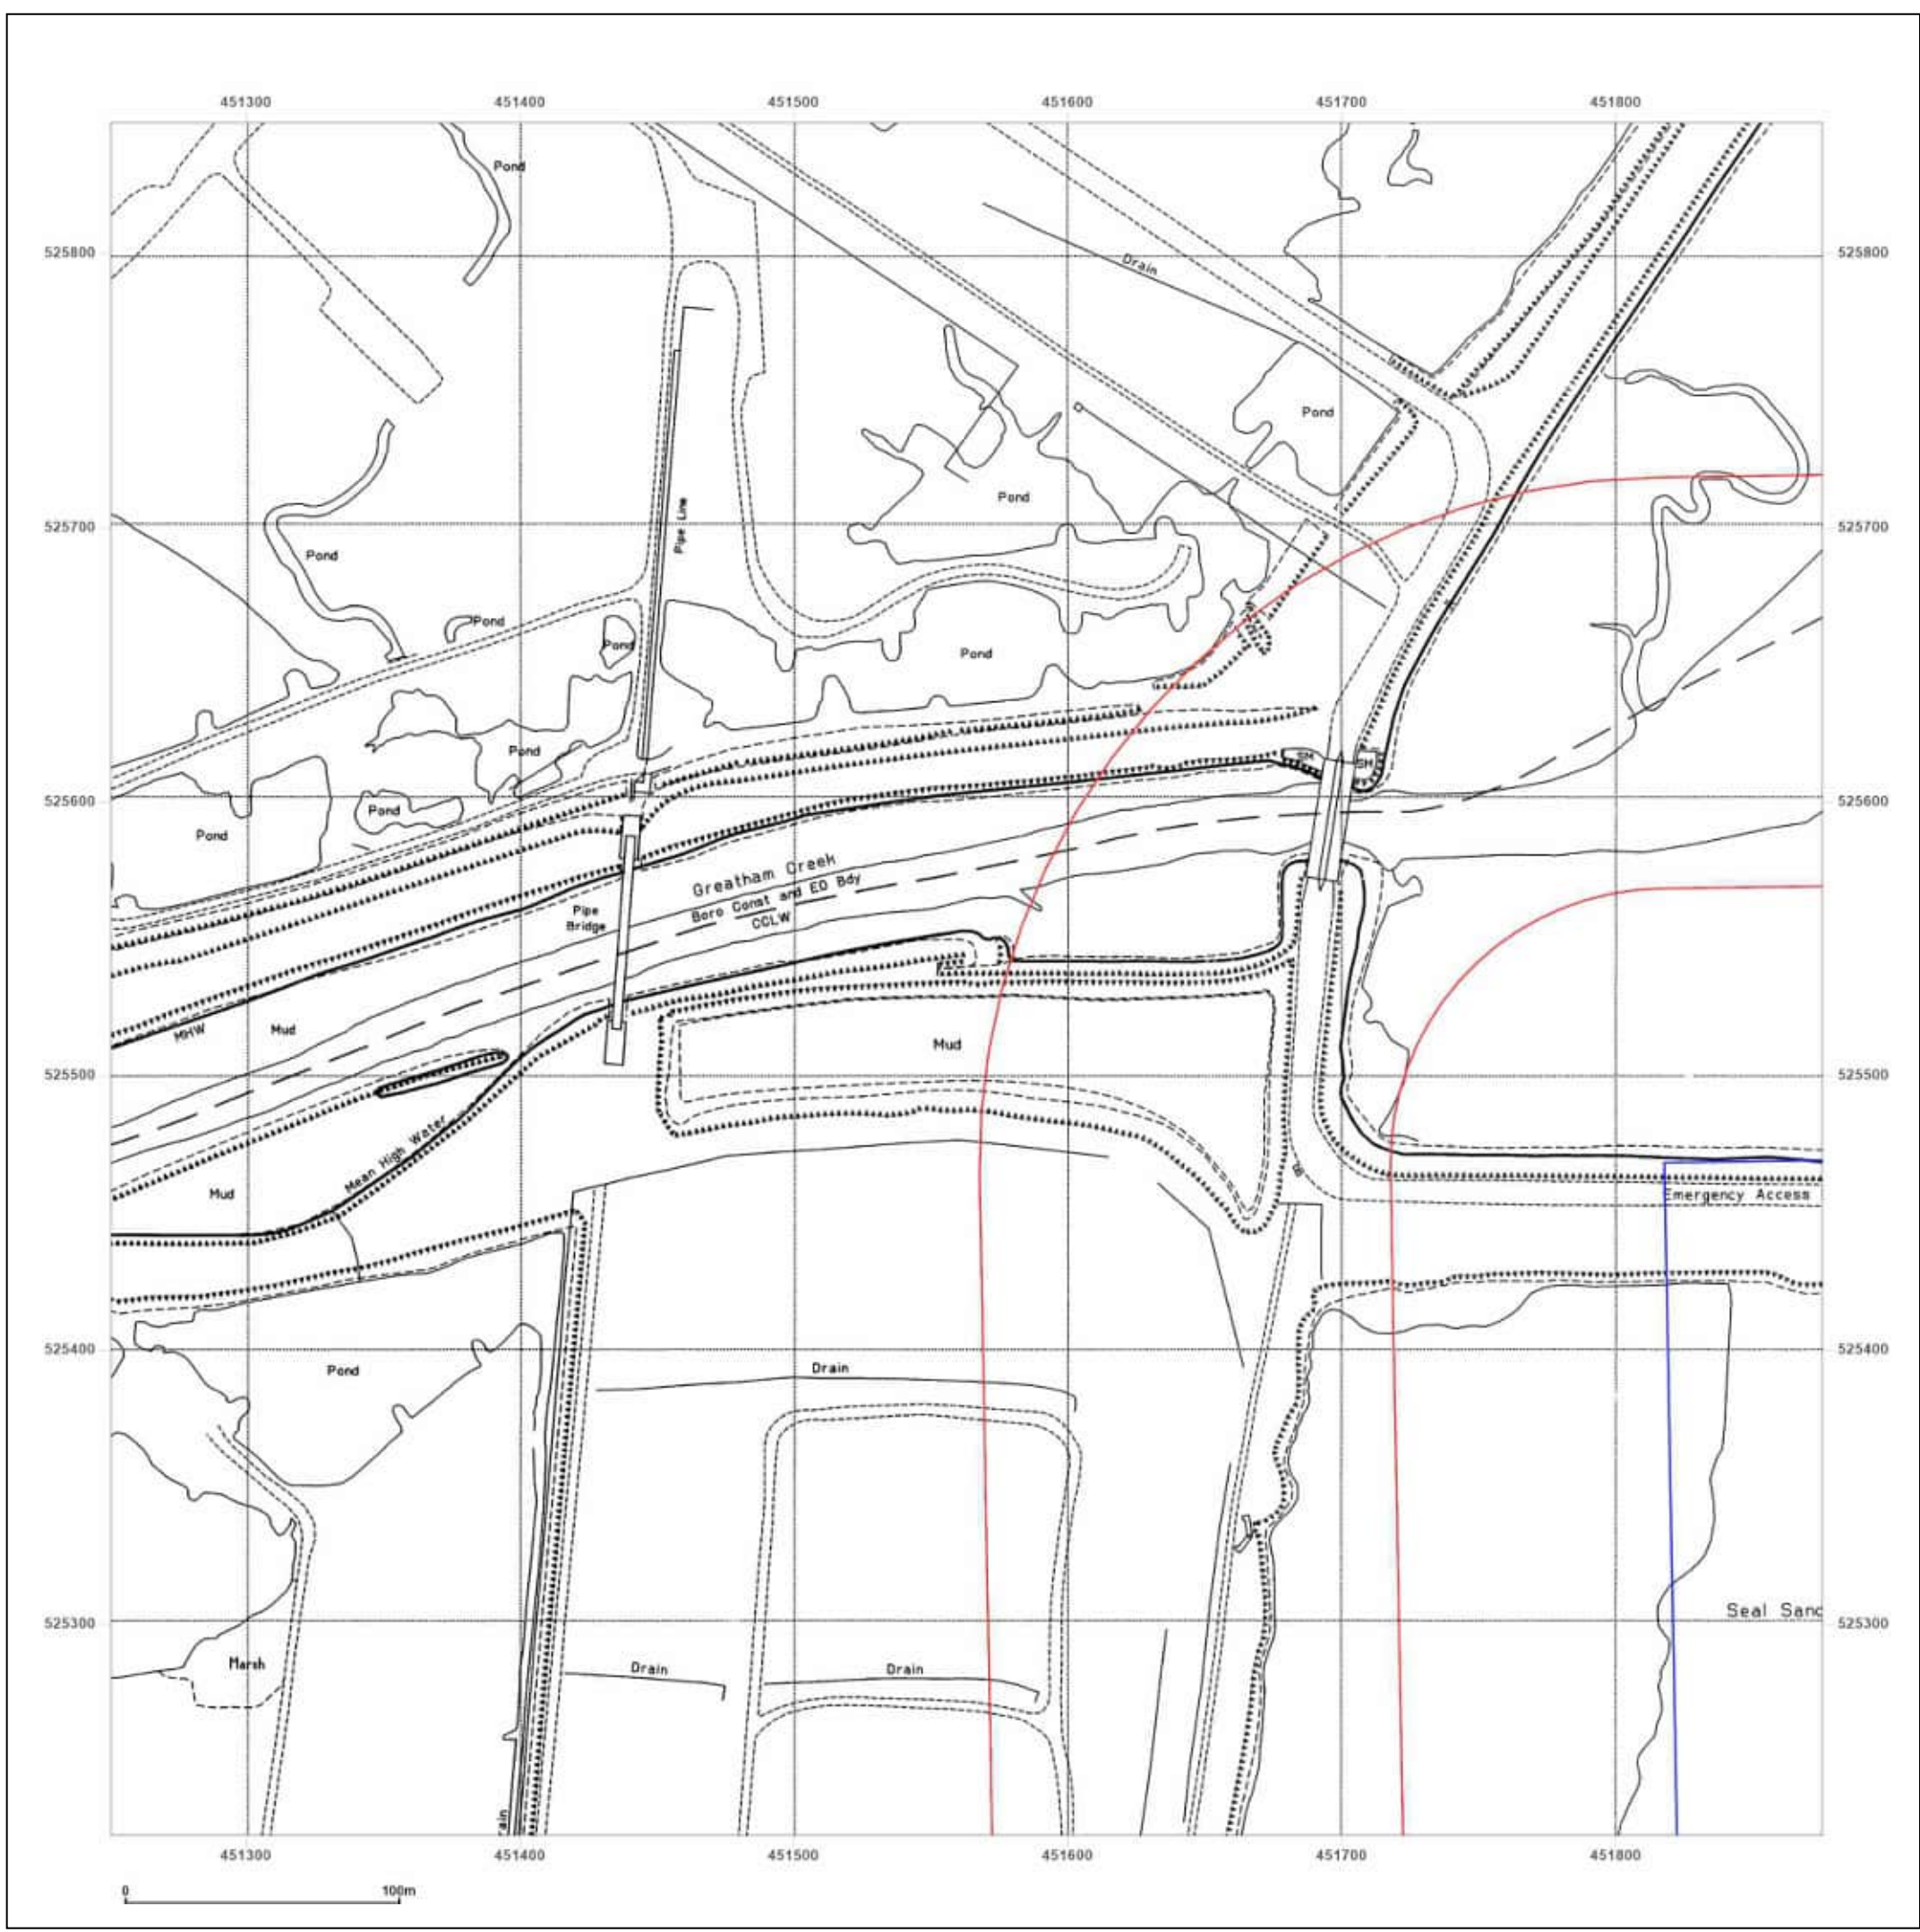 451300 451400 451500 451600 451700 451800
Pond
525800 525800
Drain
Pond
Pond
Pipe Line
525700 525700
Pond
Pond
Pond
Pond
Pond
SM
SH
525600 525600
Pond
Pond
Greatham Creek
Boro Const and ED Bdy
CCLW
Pipe
Bridge
MHW
Mud
Mud
525500 525500
Mean High Water
Mud
Emergency Access
525400 525400
Pond
Drain
525300 525300
Seal Sand
Marsh
Drain
Drain
rain
451300 451400 451500 451600 451700 451800
0 100m